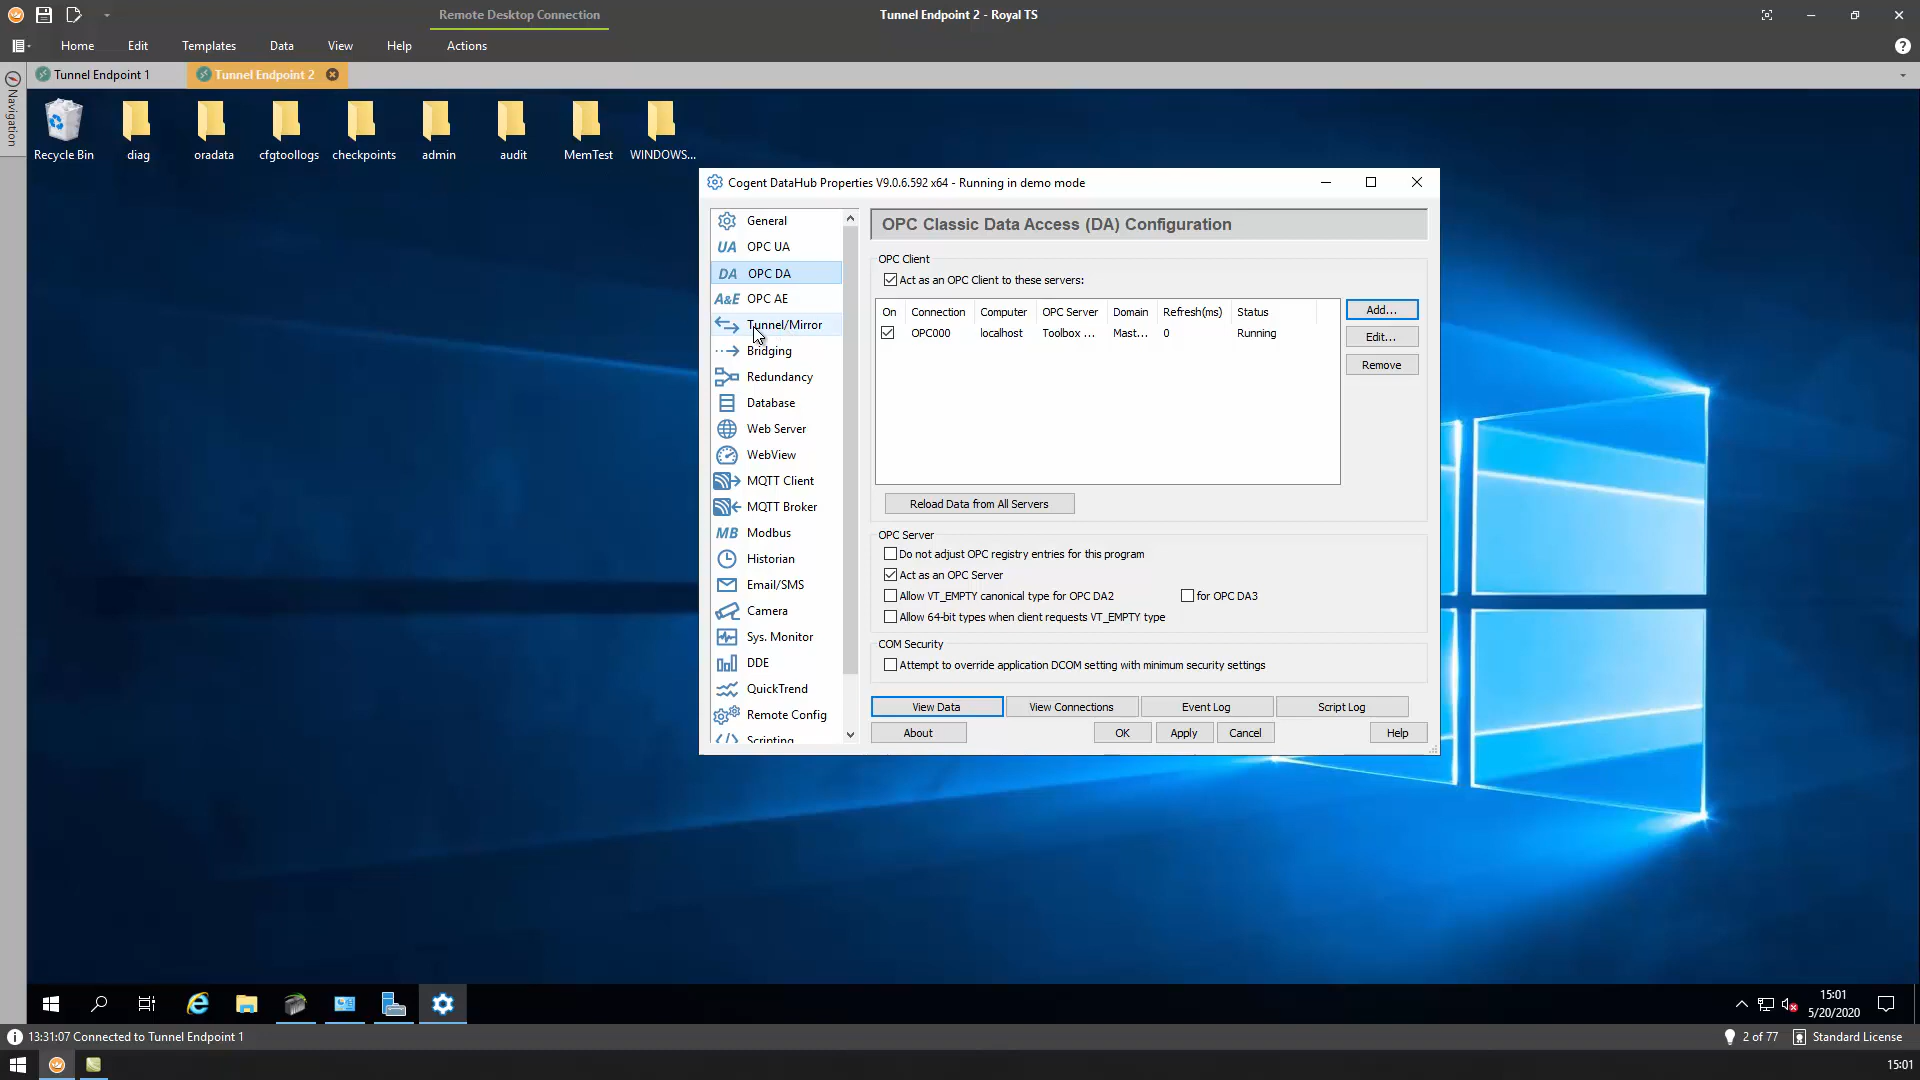 Remote Desktop Connection
Tunnel Endpoint 2 - Royal TS
Home Edit Templates Data View Help Actions
Navigation
Tunnel Endpoint 1
Tunnel Endpoint 2
Recycle Bin
diag
oradata
cfgtoollogs
checkpoints
admin
audit
MemTest
WINDOWS...
Cogent DataHub Properties V9.0.6.592 x64 - Running in demo mode
General
UA OPC UA
DA OPC DA
A&E OPC AE
Tunnel/Mirror
Bridging
Redundancy
Database
Web Server
WebView
MQTT Client
MQTT Broker
MB Modbus
Historian
Email/SMS
Camera
Sys. Monitor
DDE
QuickTrend
Remote Config
Scripting
OPC Classic Data Access (DA) Configuration
OPC Client
Act as an OPC Client to these servers:
On Connection Computer OPC Server Domain Refresh(ms) Status
OPC000 localhost Toolbox ... Mast... 0 Running
Add...
Edit...
Remove
Reload Data from All Servers
OPC Server
Do not adjust OPC registry entries for this program
Act as an OPC Server
Allow VT_EMPTY canonical type for OPC DA2 for OPC DA3
Allow 64-bit types when client requests VT_EMPTY type
COM Security
Attempt to override application DCOM setting with minimum security settings
View Data View Connections Event Log Script Log
About OK Apply Cancel Help
15:01
5/20/2020
13:31:07 Connected to Tunnel Endpoint 1
2 of 77
Standard License
15:01